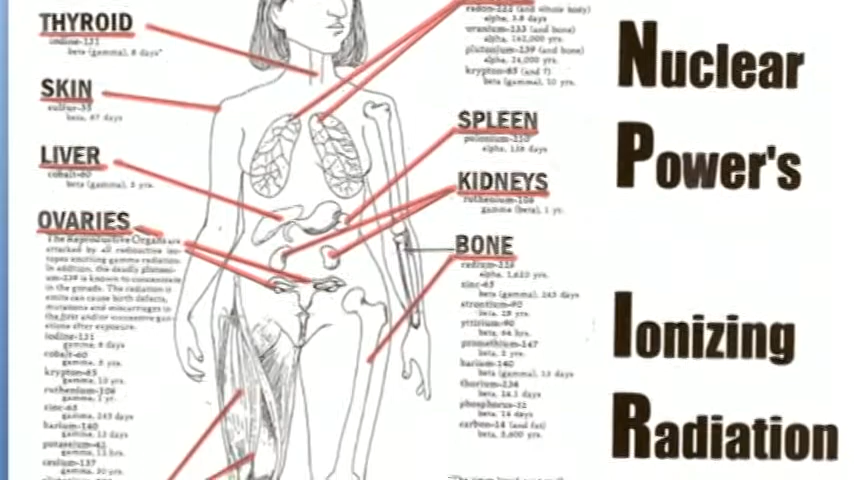 THYROID
iodine-131
beta (gamma), 8 days
SKIN
sulfur-35
beta, 87 days
LIVER
cobalt-60
beta (gamma), 5 yrs.
OVARIES
The Reproductive Organs are
attacked by all radioactive iso-
topes emitting gamma radiation.
In addition, the deadly plutoni-
um-239 is known to concentrate
in the gonads. The radiation it
emits can cause birth defects,
mutations and miscarriages in
the first and/or successive gen-
erations after exposure.
iodine-131
gamma, 8 days
cobalt-60
gamma, 5 yrs.
krypton-85
gamma, 10 yrs.
ruthenium-106
gamma, 1 yr.
zinc-65
gamma, 245 days
barium-140
gamma, 13 days
potassium-42
gamma, 12 hrs.
cesium-137
gamma, 30 yrs.
radon-222 (and whole body)
alpha, 3.8 days
uranium-233 (and bone)
alpha, 162,000 yrs.
plutonium-239 (and bone)
alpha, 24,000 yrs.
krypton-85 (and ?)
beta (gamma), 10 yrs.
SPLEEN
polonium-210
alpha, 138 days
KIDNEYS
ruthenium-106
gamma (beta), 1 yr.
BONE
radium-226
alpha, 1,620 yrs.
zinc-65
beta (gamma), 245 days
strontium-90
beta, 28 yrs.
yttrium-90
beta, 64 hrs.
promethium-147
beta, 2 yrs.
barium-140
beta (gamma), 13 days
thorium-234
beta, 24.1 days
phosphorus-32
beta, 14 days
carbon-14 (and fat)
beta, 5,600 yrs.
Nuclear
Power's
Ionizing
Radiation